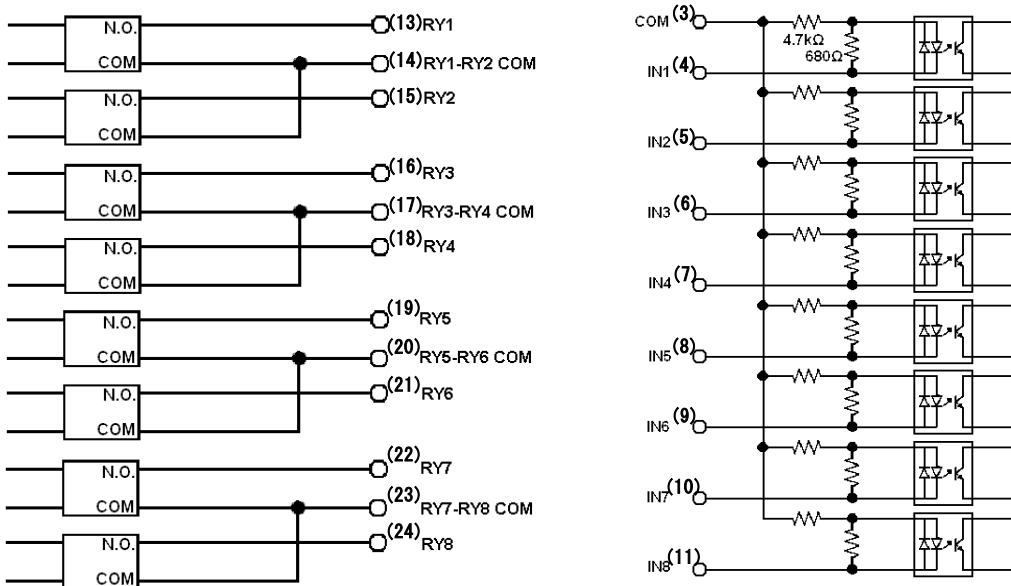 N.O.
(13)RY1
COM
(14)RY1-RY2 COM
N.O.
(15)RY2
COM
N.O.
(16)RY3
COM
(17)RY3-RY4 COM
N.O.
(18)RY4
COM
N.O.
(19)RY5
COM
(20)RY5-RY6 COM
N.O.
(21)RY6
COM
N.O.
(22)RY7
COM
(23)RY7-RY8 COM
N.O.
(24)RY8
COM
COM (3)
4.7kΩ
680Ω
IN1 (4)
IN2 (5)
IN3 (6)
IN4 (7)
IN5 (8)
IN6 (9)
IN7 (10)
IN8 (11)